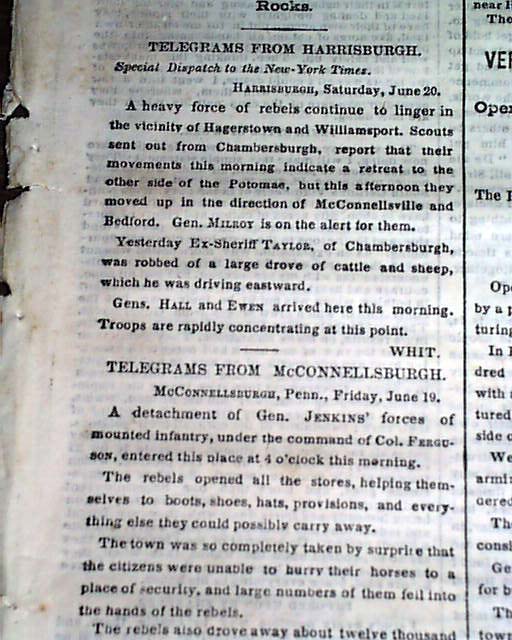 Rocks.
TELEGRAMS FROM HARRISBURGH.
Special Dispatch to the New-York Times.
HARRISBURGH, Saturday, June 20.
A heavy force of rebels continue to linger in
the vicinity of Hagerstown and Williamsport. Scouts
sent out from Chambersburgh, report that their
movements this morning indicate a retreat to the
other side of the Potomac, but this afternoon they
moved up in the direction of McConnellsville and
Bedford. Gen. MILROY is on the alert for them.
Yesterday Ex-Sheriff TAYLOR, of Chambersburgh,
was robbed of a large drove of cattle and sheep,
which he was driving eastward.
Gens. HALL and EWEN arrived here this morning.
Troops are rapidly concentrating at this point.
WHIT.
TELEGRAMS FROM McCONNELLSBURGH.
McCONNELLSBURGH, Penn., Friday, June 19.
A detachment of Gen. JENKINS' forces of
mounted infantry, under the command of Col. FERGU-
SON, entered this place at 4 o'clock this morning.
The rebels opened all the stores, helping them-
selves to boots, shoes, hats, provisions, and every-
thing else they could possibly carry away.
The town was so completely taken by surprise that
the citizens were unable to hurry their horses to a
place of security, and large numbers of them fell into
the hands of the rebels.
The rebels also drove away about twelve thousand
near
The
VER
Oper
The
Ope
by a p
turing
In
dred
with
tured
side
We
armi
The
consi
Ge
for b
Th
town